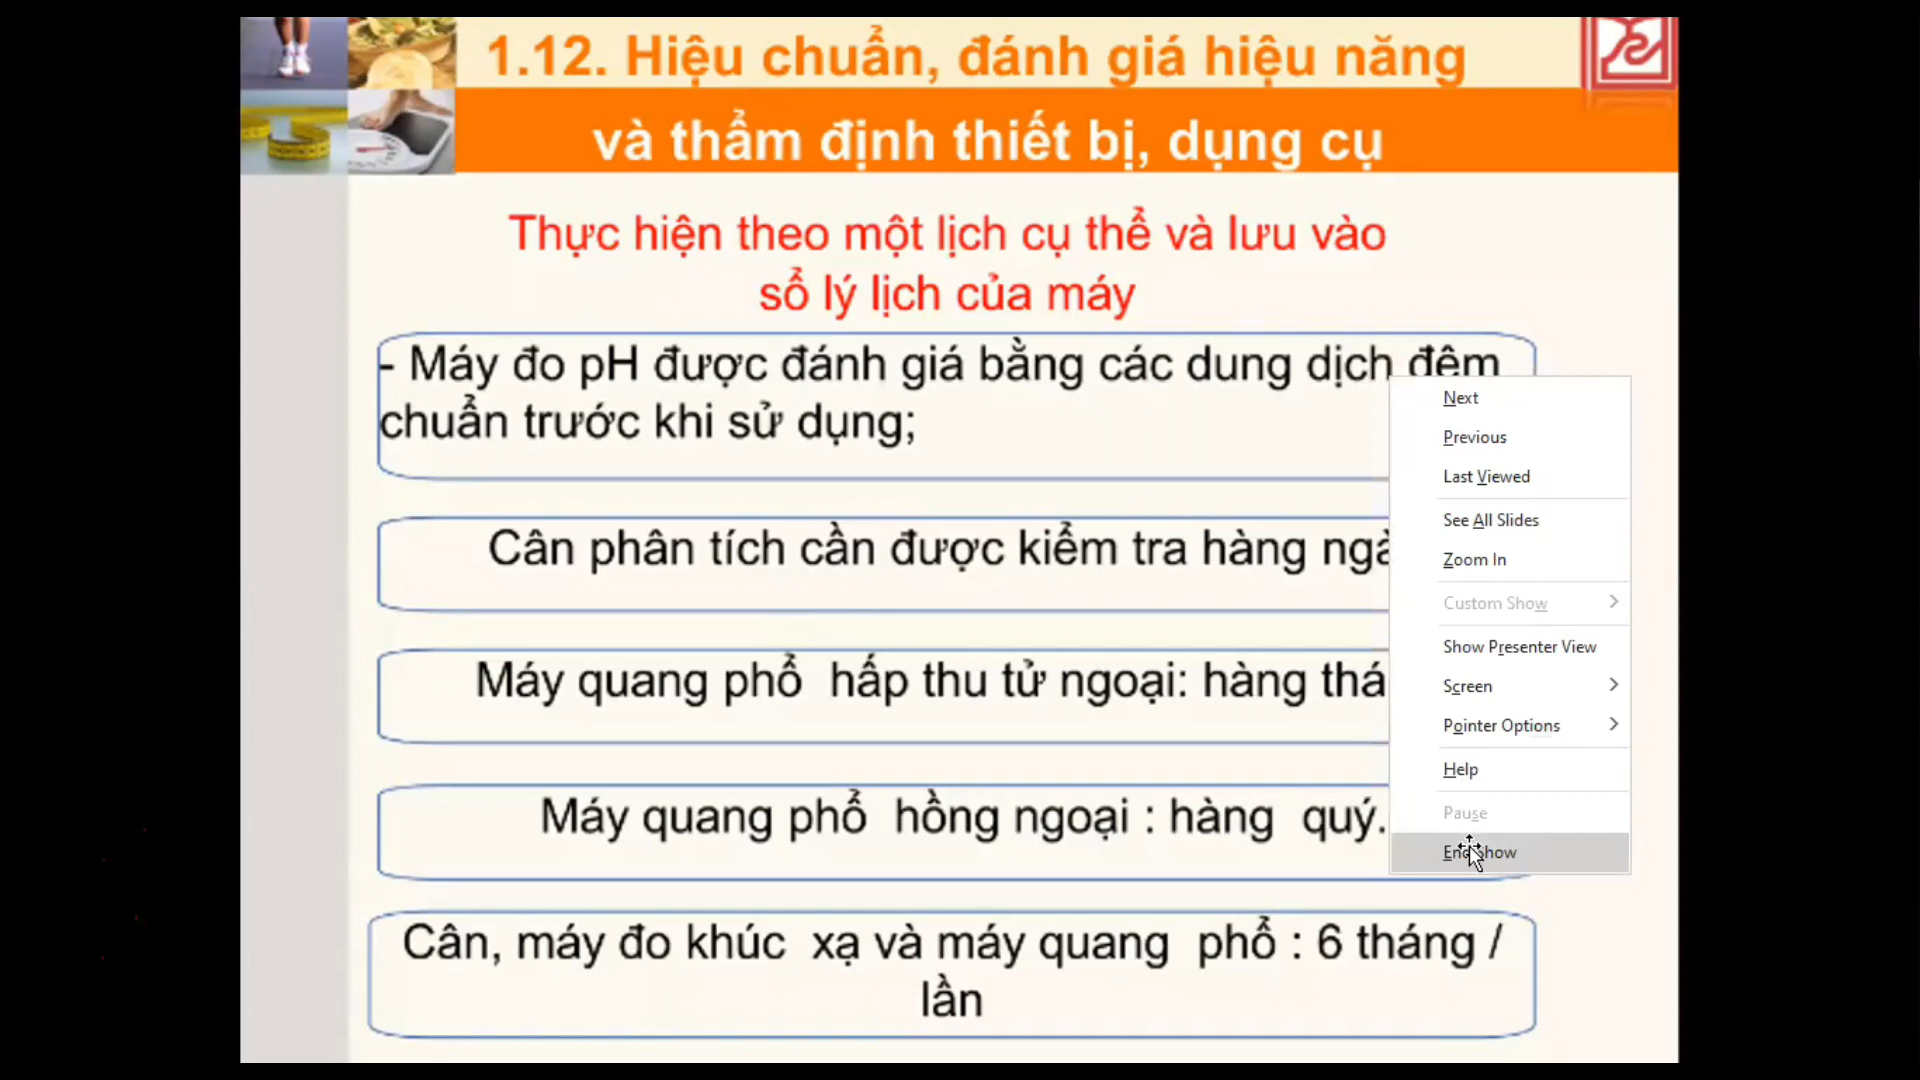 1.12. Hiệu chuẩn, đánh giá hiệu năng
và thẩm định thiết bị, dụng cụ
Thực hiện theo một lịch cụ thể và lưu vào
sổ lý lịch của máy
- Máy đo pH được đánh giá bằng các dung dịch đệm
chuẩn trước khi sử dụng;
Cân phân tích cần được kiểm tra hàng
Máy quang phổ hấp thu tử ngoại: hàng
Máy quang phổ hồng ngoại : hàng quý.
Cân, máy đo khúc xạ và máy quang phổ : 6 tháng /
lần
Next
Previous
Last Viewed
See All Slides
Zoom In
Custom Show
Show Presenter View
Screen
Pointer Options
Help
Pause
End Show